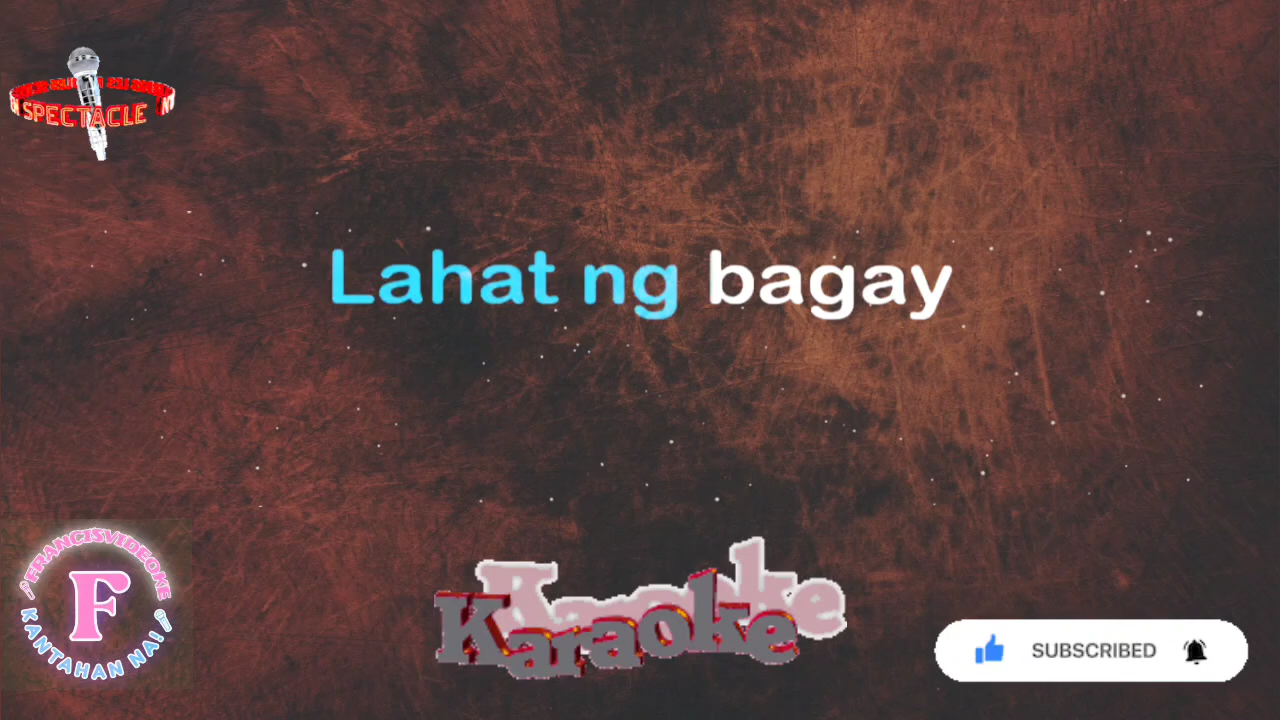 SPECTACLE
Lahat ng bagay
FRANCISVIDEOKE
F
KANTAHAN NA!
Karaoke
SUBSCRIBED